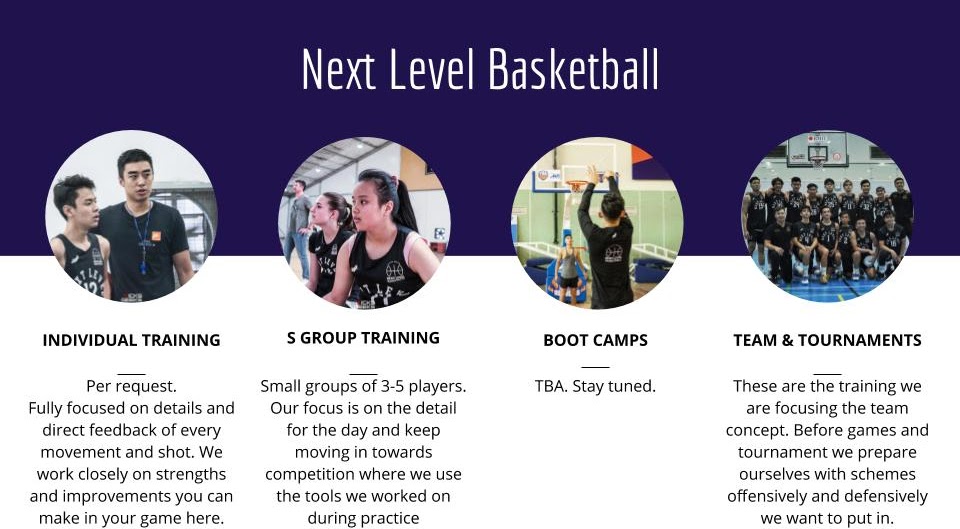 Next Level Basketball
INDIVIDUAL TRAINING
Per request.
Fully focused on details and
direct feedback of every
movement and shot. We
work closely on strengths
and improvements you can
make in your game here.
S GROUP TRAINING
Small groups of 3-5 players.
Our focus is on the detail
for the day and keep
moving in towards
competition where we use
the tools we worked on
during practice
BOOT CAMPS
TBA. Stay tuned.
TEAM & TOURNAMENTS
These are the training we
are focusing the team
concept. Before games and
tournament we prepare
ourselves with schemes
offensively and defensively
we want to put in.